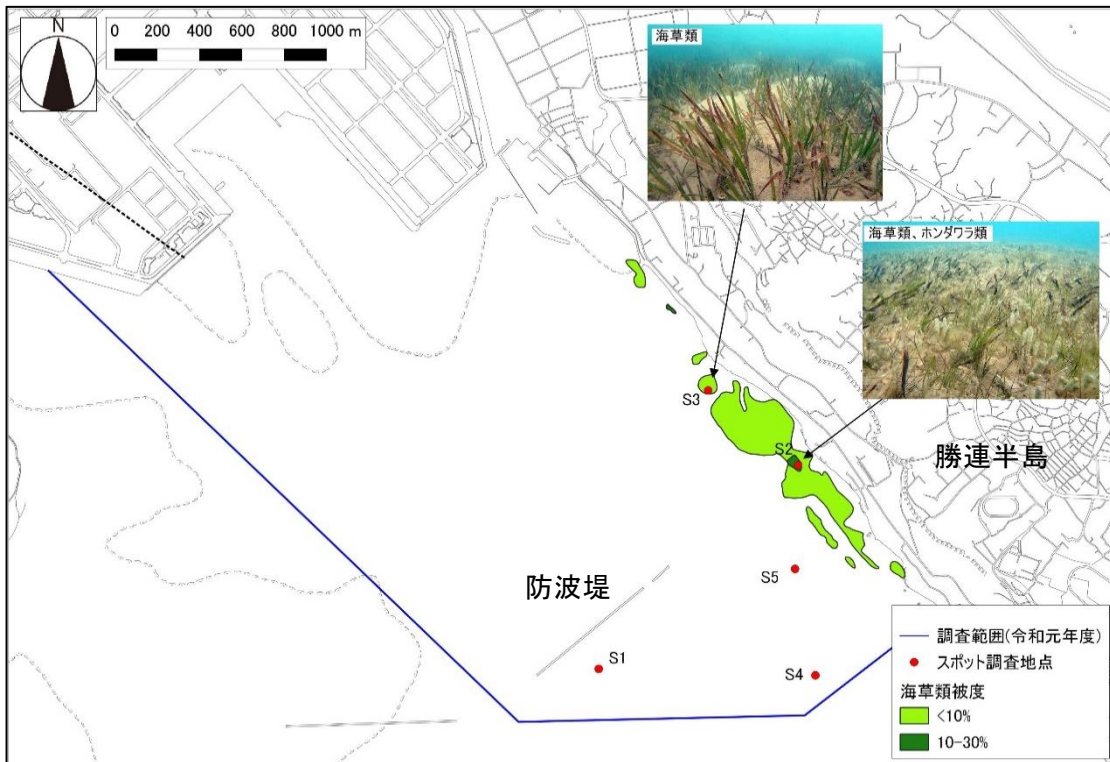 N
0 200 400 600 800 1000 m
海草類
海草類、ホンダワラ類
S3
S2
勝連半島
S5
防波堤
S1
S4
調査範囲(令和元年度)
スポット調査地点
海草類被度
<10%
10-30%